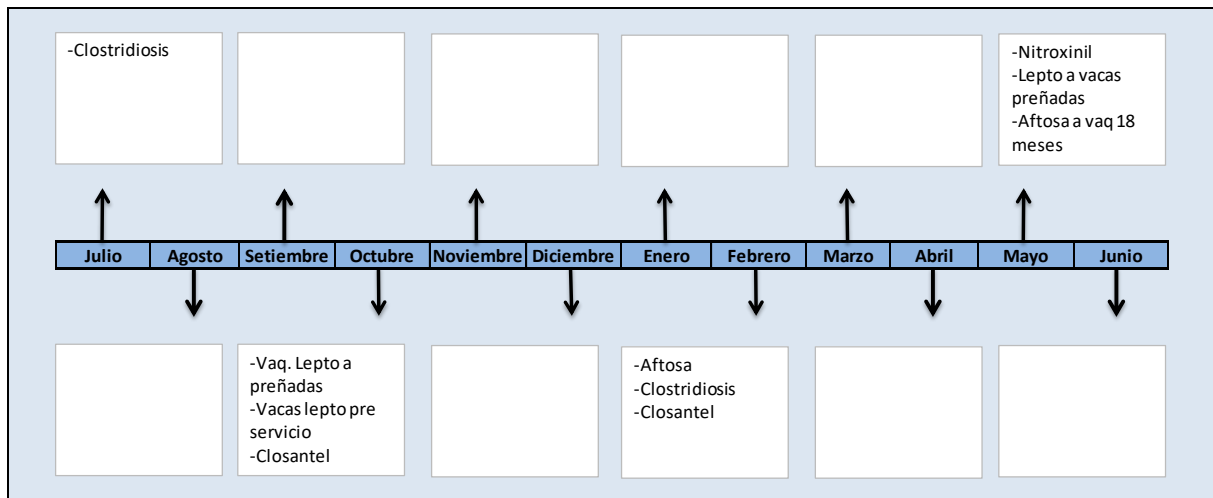 -Clostridiosis
-Nitroxinil
-Lepto a vacas
preñadas
-Aftosa a vaq 18
meses
Julio Agosto Setiembre Octubre Noviembre Diciembre Enero Febrero Marzo Abril Mayo Junio
-Vaq. Lepto a
preñadas
-Vacas lepto pre
servicio
-Closantel
-Aftosa
-Clostridiosis
-Closantel